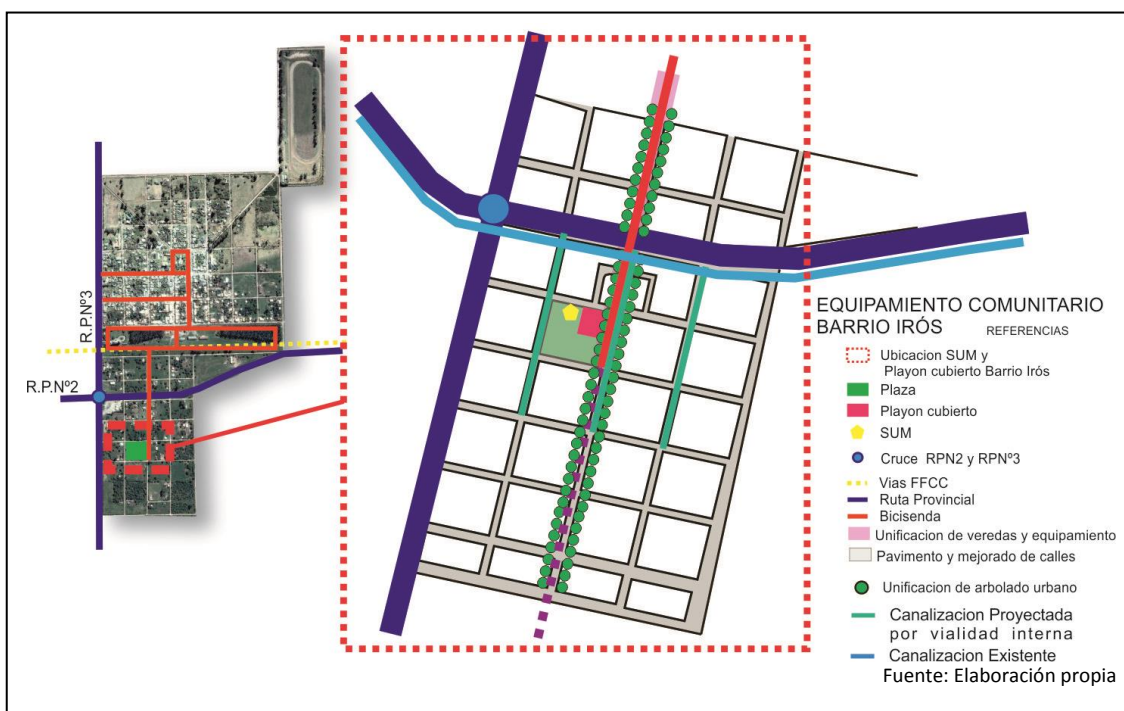 R.P.Nº3
R.P.Nº2
EQUIPAMIENTO COMUNITARIO
BARRIO IRÓS
REFERENCIAS
Ubicacion SUM y
Playon cubierto Barrio Irós
Plaza
Playon cubierto
SUM
Cruce RPN2 y RPNº3
Vias FFCC
Ruta Provincial
Bicisenda
Unificacion de veredas y equipamiento
Pavimento y mejorado de calles
Unificacion de arbolado urbano
Canalizacion Proyectada
por vialidad interna
Canalizacion Existente
Fuente: Elaboración propia